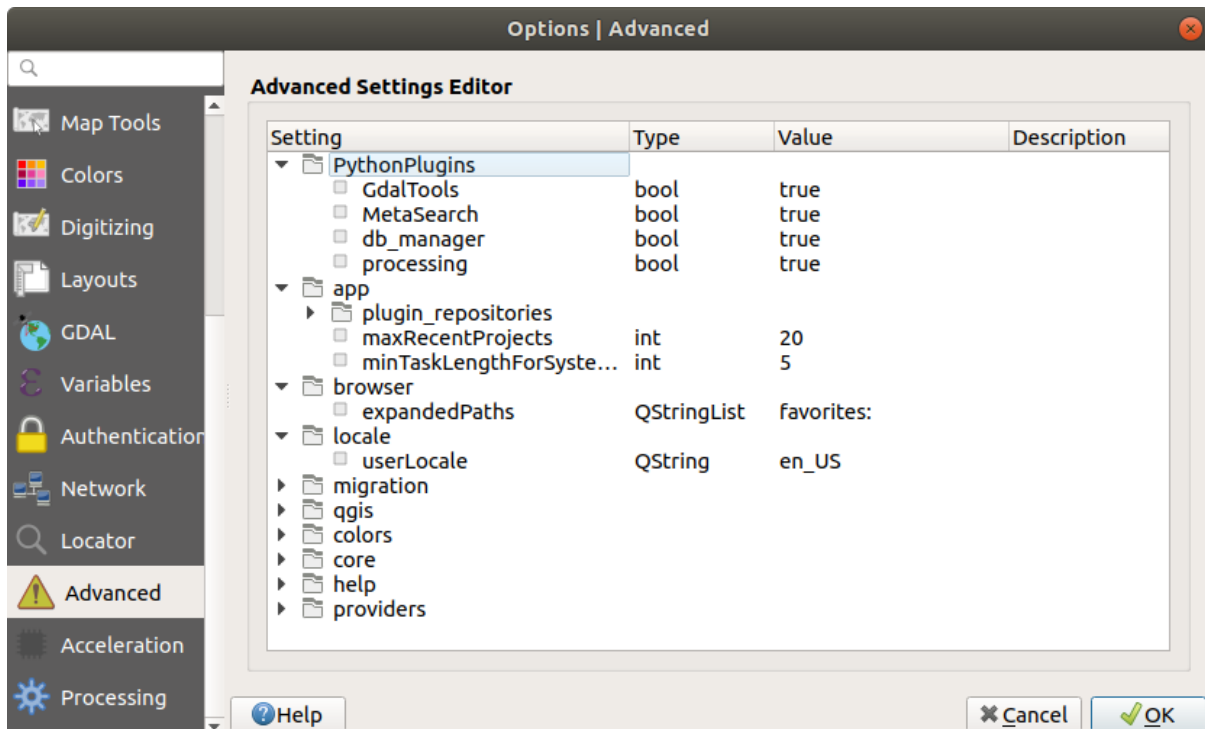 Options | Advanced
Map Tools
Colors
Digitizing
Layouts
GDAL
Variables
Authentication
Network
Locator
Advanced
Acceleration
Processing
Advanced Settings Editor
Setting Type Value Description
PythonPlugins
GdalTools bool true
MetaSearch bool true
db_manager bool true
processing bool true
app
plugin_repositories
maxRecentProjects int 20
minTaskLengthForSyste... int 5
browser
expandedPaths QStringList favorites:
locale
userLocale QString en_US
migration
qgis
colors
core
help
providers
Help Cancel OK